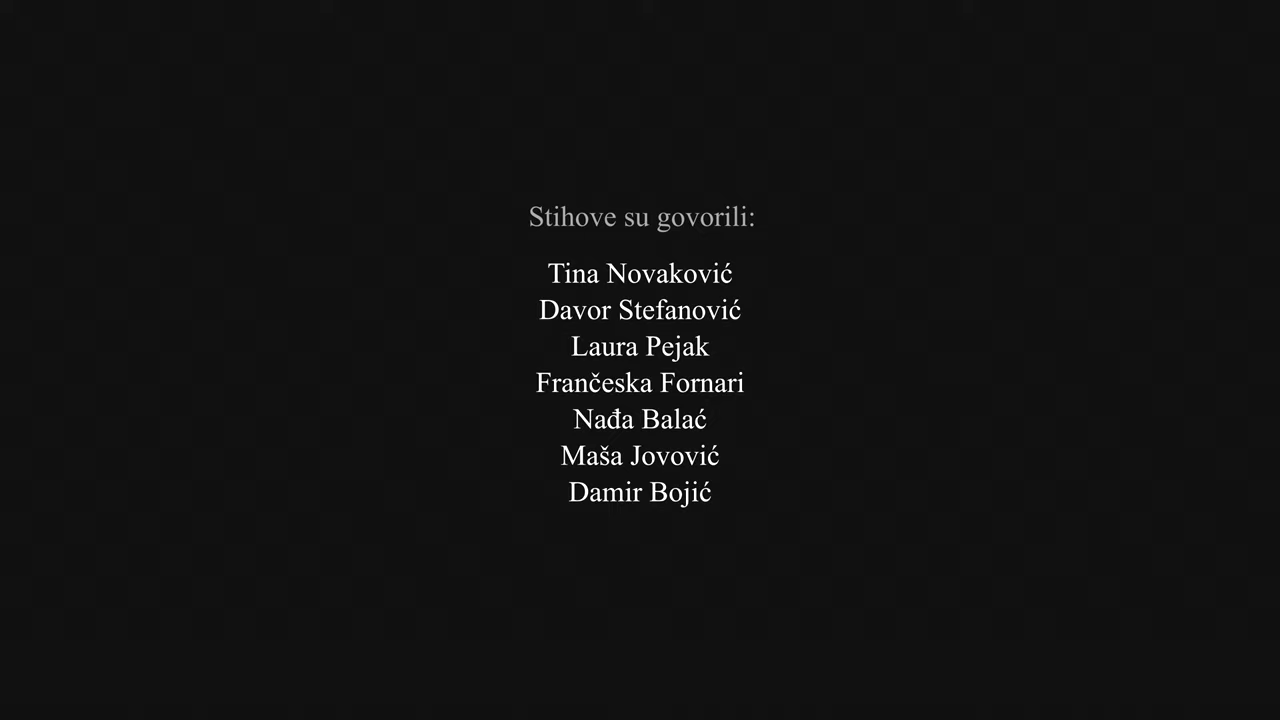 Stihove su govorili:
Tina Novaković
Davor Stefanović
Laura Pejak
Frančeska Fornari
Nađa Balać
Maša Jovović
Damir Bojić